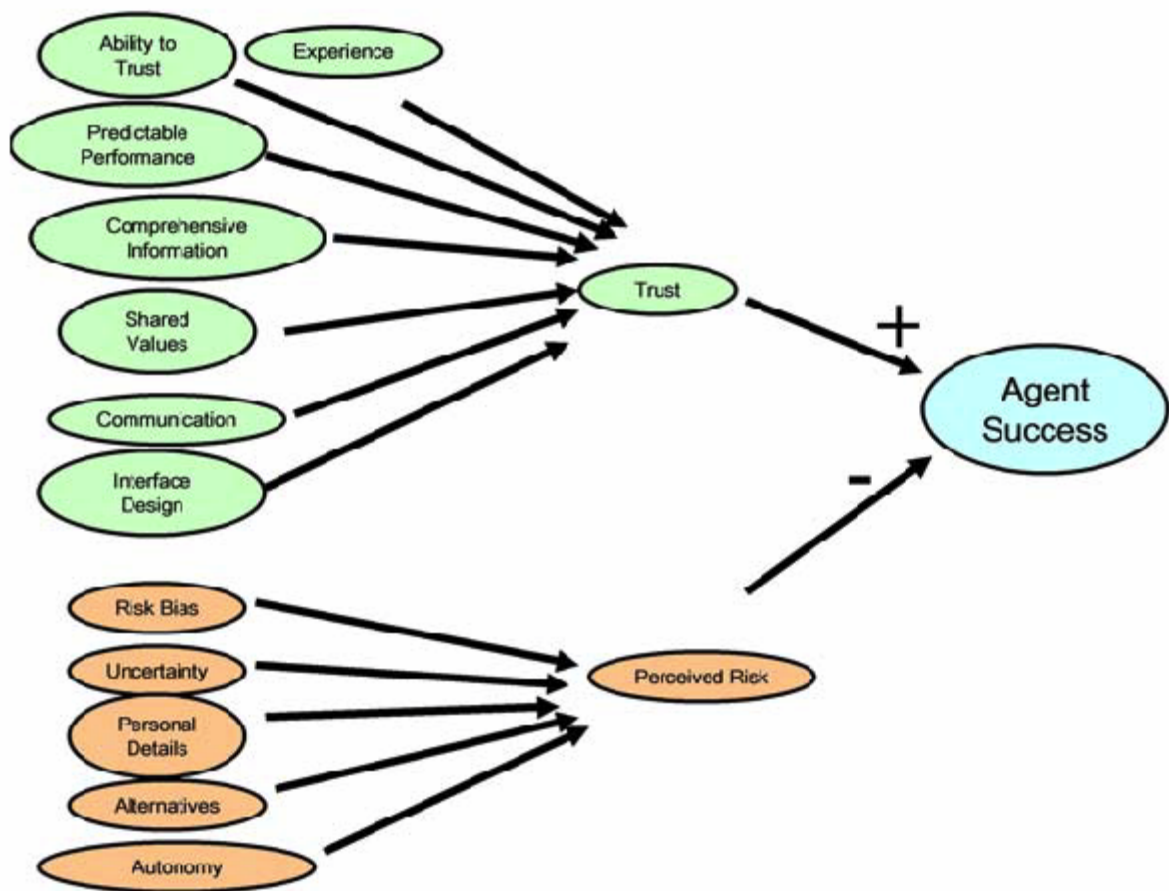 Ability to
Trust
Experience
Predictable
Performance
Comprehensive
Information
Shared
Values
Communication
Interface
Design
Trust
+
Agent
Success
-
Risk Bias
Uncertainty
Personal
Details
Alternatives
Autonomy
Perceived Risk